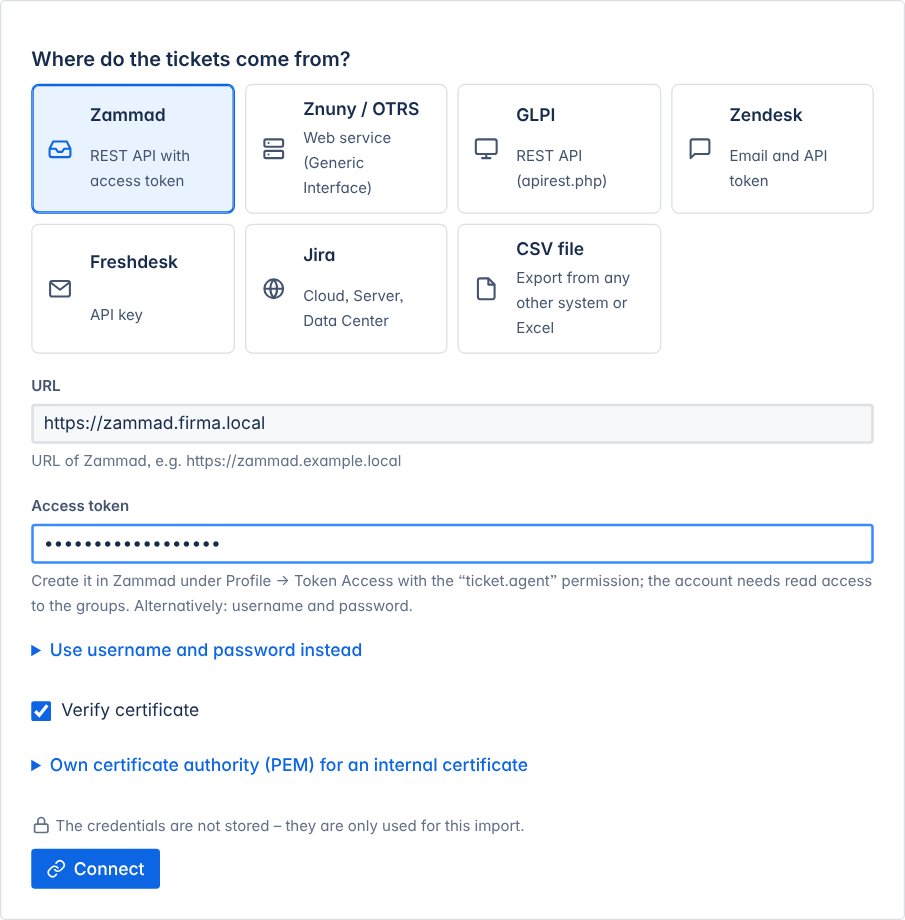 Where do the tickets come from?
Zammad
REST API with
access token
Znuny / OTRS
Web service
(Generic
Interface)
GLPI
REST API
(apirest.php)
Zendesk
Email and API
token
Freshdesk
API key
Jira
Cloud, Server,
Data Center
CSV file
Export from any
other system or
Excel
URL
https://zammad.firma.local
URL of Zammad, e.g. https://zammad.example.local
Access token
••••••••••••••••••
Create it in Zammad under Profile → Token Access with the “ticket.agent” permission; the account needs read access
to the groups. Alternatively: username and password.
Use username and password instead
Verify certificate
Own certificate authority (PEM) for an internal certificate
The credentials are not stored – they are only used for this import.
Connect